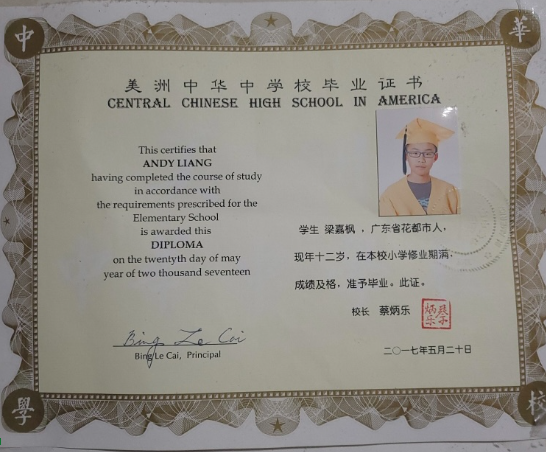 中 華
美洲中华中学校毕业证书
CENTRAL CHINESE HIGH SCHOOL IN AMERICA
This certifies that
ANDY LIANG
having completed the course of study
in accordance with
the requirements prescribed for the
Elementary School
is awarded this
DIPLOMA
on the twentyth day of may
year of two thousand seventeen
Bing Le Cai
Bing Le Cai, Principal
学生 梁嘉枫 ，广东省花都市人，
现年十二岁，在本校小学修业期满，
成绩及格，准予毕业。此证。
校长 蔡炳乐
二〇一七年五月二十日
學 校